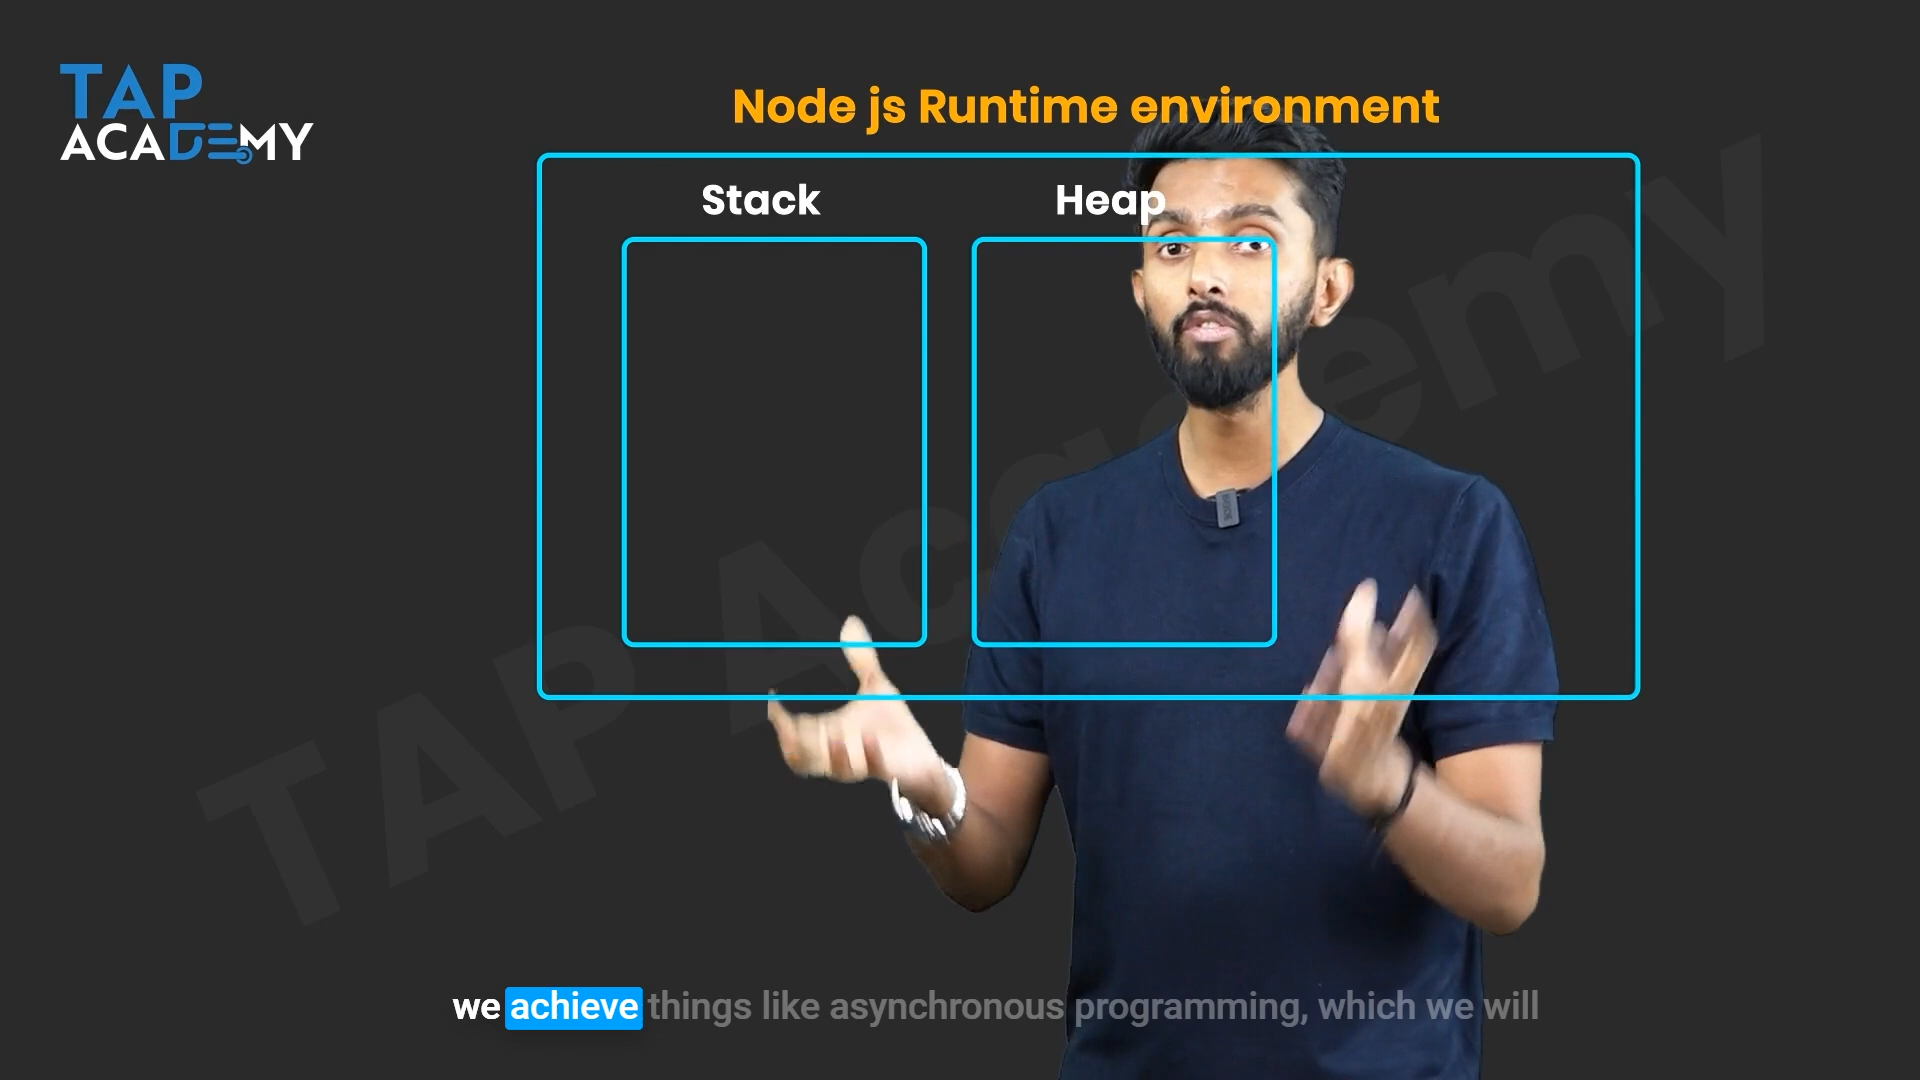 TAP
ACADEMY
Node js Runtime environment
Stack
Heap
TAP Academy
we achieve things like asynchronous programming, which we will